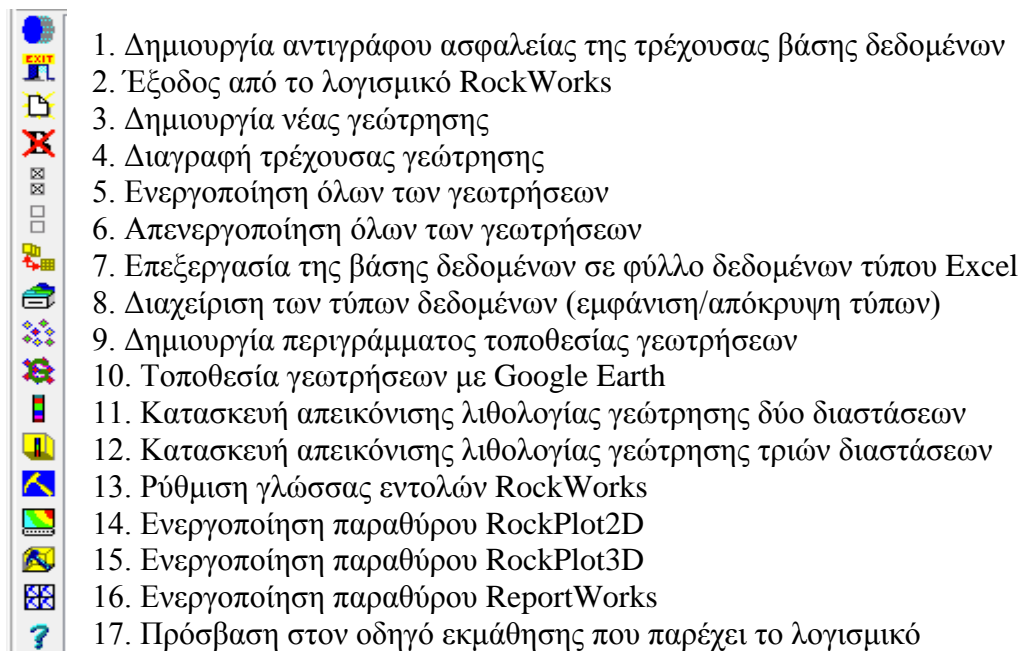 EXIT
1. Δημιουργία αντιγράφου ασφαλείας της τρέχουσας βάσης δεδομένων
2. Έξοδος από το λογισμικό RockWorks
3. Δημιουργία νέας γεώτρησης
4. Διαγραφή τρέχουσας γεώτρησης
5. Ενεργοποίηση όλων των γεωτρήσεων
6. Απενεργοποίηση όλων των γεωτρήσεων
7. Επεξεργασία της βάσης δεδομένων σε φύλλο δεδομένων τύπου Excel
8. Διαχείριση των τύπων δεδομένων (εμφάνιση/απόκρυψη τύπων)
9. Δημιουργία περιγράμματος τοποθεσίας γεωτρήσεων
10. Τοποθεσία γεωτρήσεων με Google Earth
11. Κατασκευή απεικόνισης λιθολογίας γεώτρησης δύο διαστάσεων
12. Κατασκευή απεικόνισης λιθολογίας γεώτρησης τριών διαστάσεων
13. Ρύθμιση γλώσσας εντολών RockWorks
14. Ενεργοποίηση παραθύρου RockPlot2D
15. Ενεργοποίηση παραθύρου RockPlot3D
16. Ενεργοποίηση παραθύρου ReportWorks
17. Πρόσβαση στον οδηγό εκμάθησης που παρέχει το λογισμικό